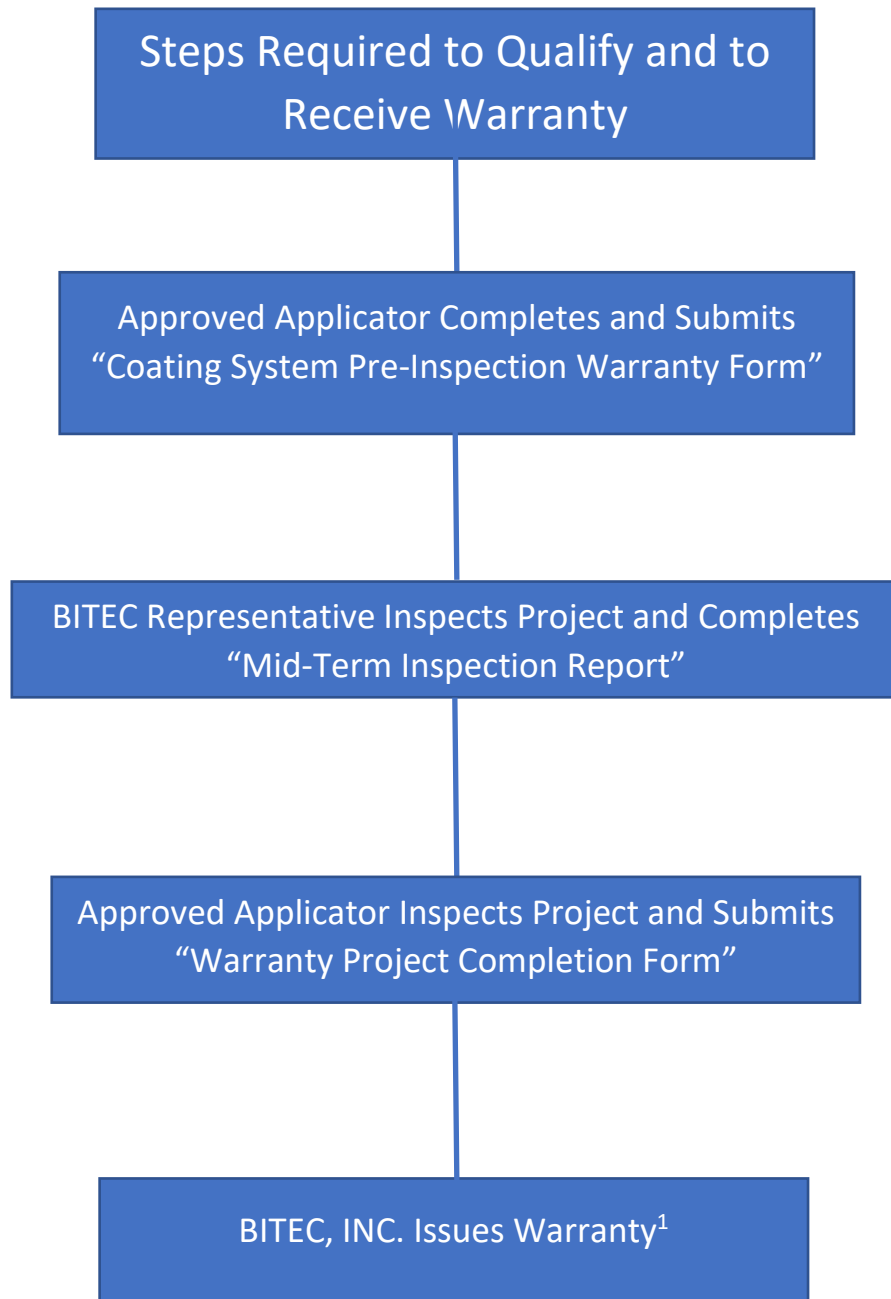 Steps Required to Qualify and to
Receive Warranty
Approved Applicator Completes and Submits
“Coating System Pre-Inspection Warranty Form”
BITEC Representative Inspects Project and Completes
“Mid-Term Inspection Report”
Approved Applicator Inspects Project and Submits
“Warranty Project Completion Form”
BITEC, INC. Issues Warranty¹